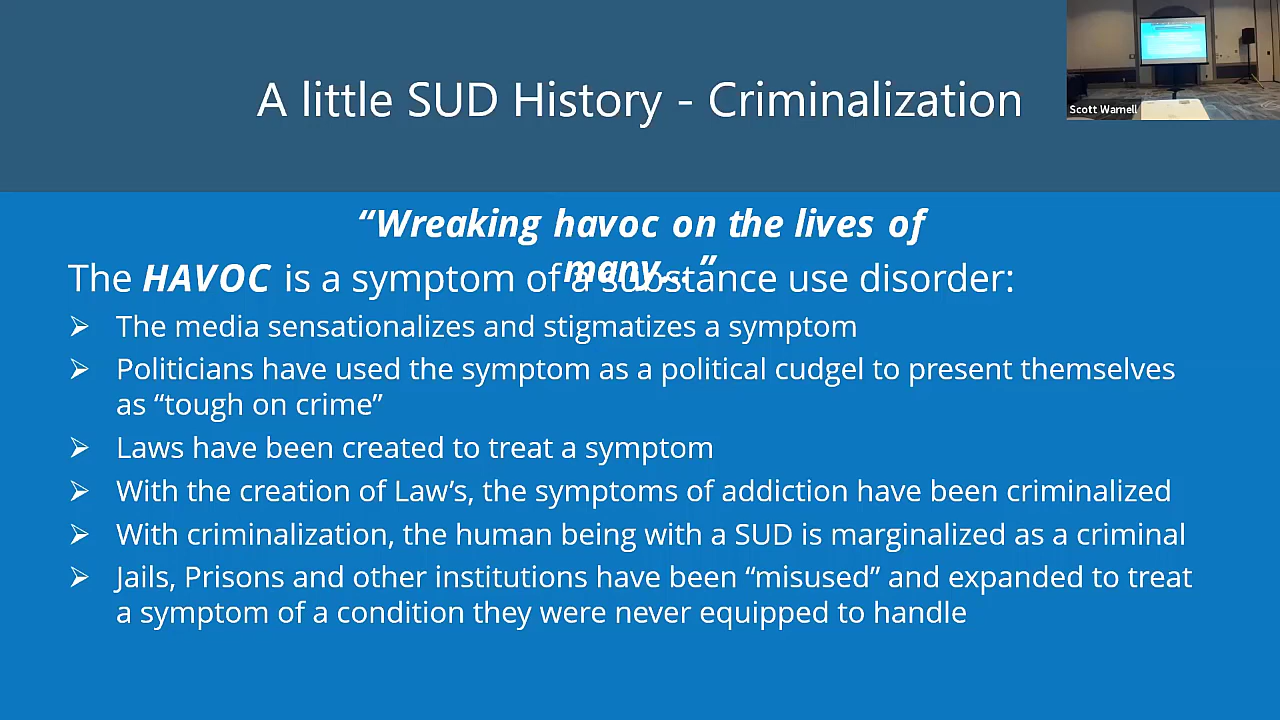 A little SUD History - Criminalization
Scott Warnell
“Wreaking havoc on the lives of
many... ”
The HAVOC is a symptom of a substance use disorder:
➢ The media sensationalizes and stigmatizes a symptom
➢ Politicians have used the symptom as a political cudgel to present themselves
as “tough on crime”
➢ Laws have been created to treat a symptom
➢ With the creation of Law’s, the symptoms of addiction have been criminalized
➢ With criminalization, the human being with a SUD is marginalized as a criminal
➢ Jails, Prisons and other institutions have been “misused” and expanded to treat
a symptom of a condition they were never equipped to handle